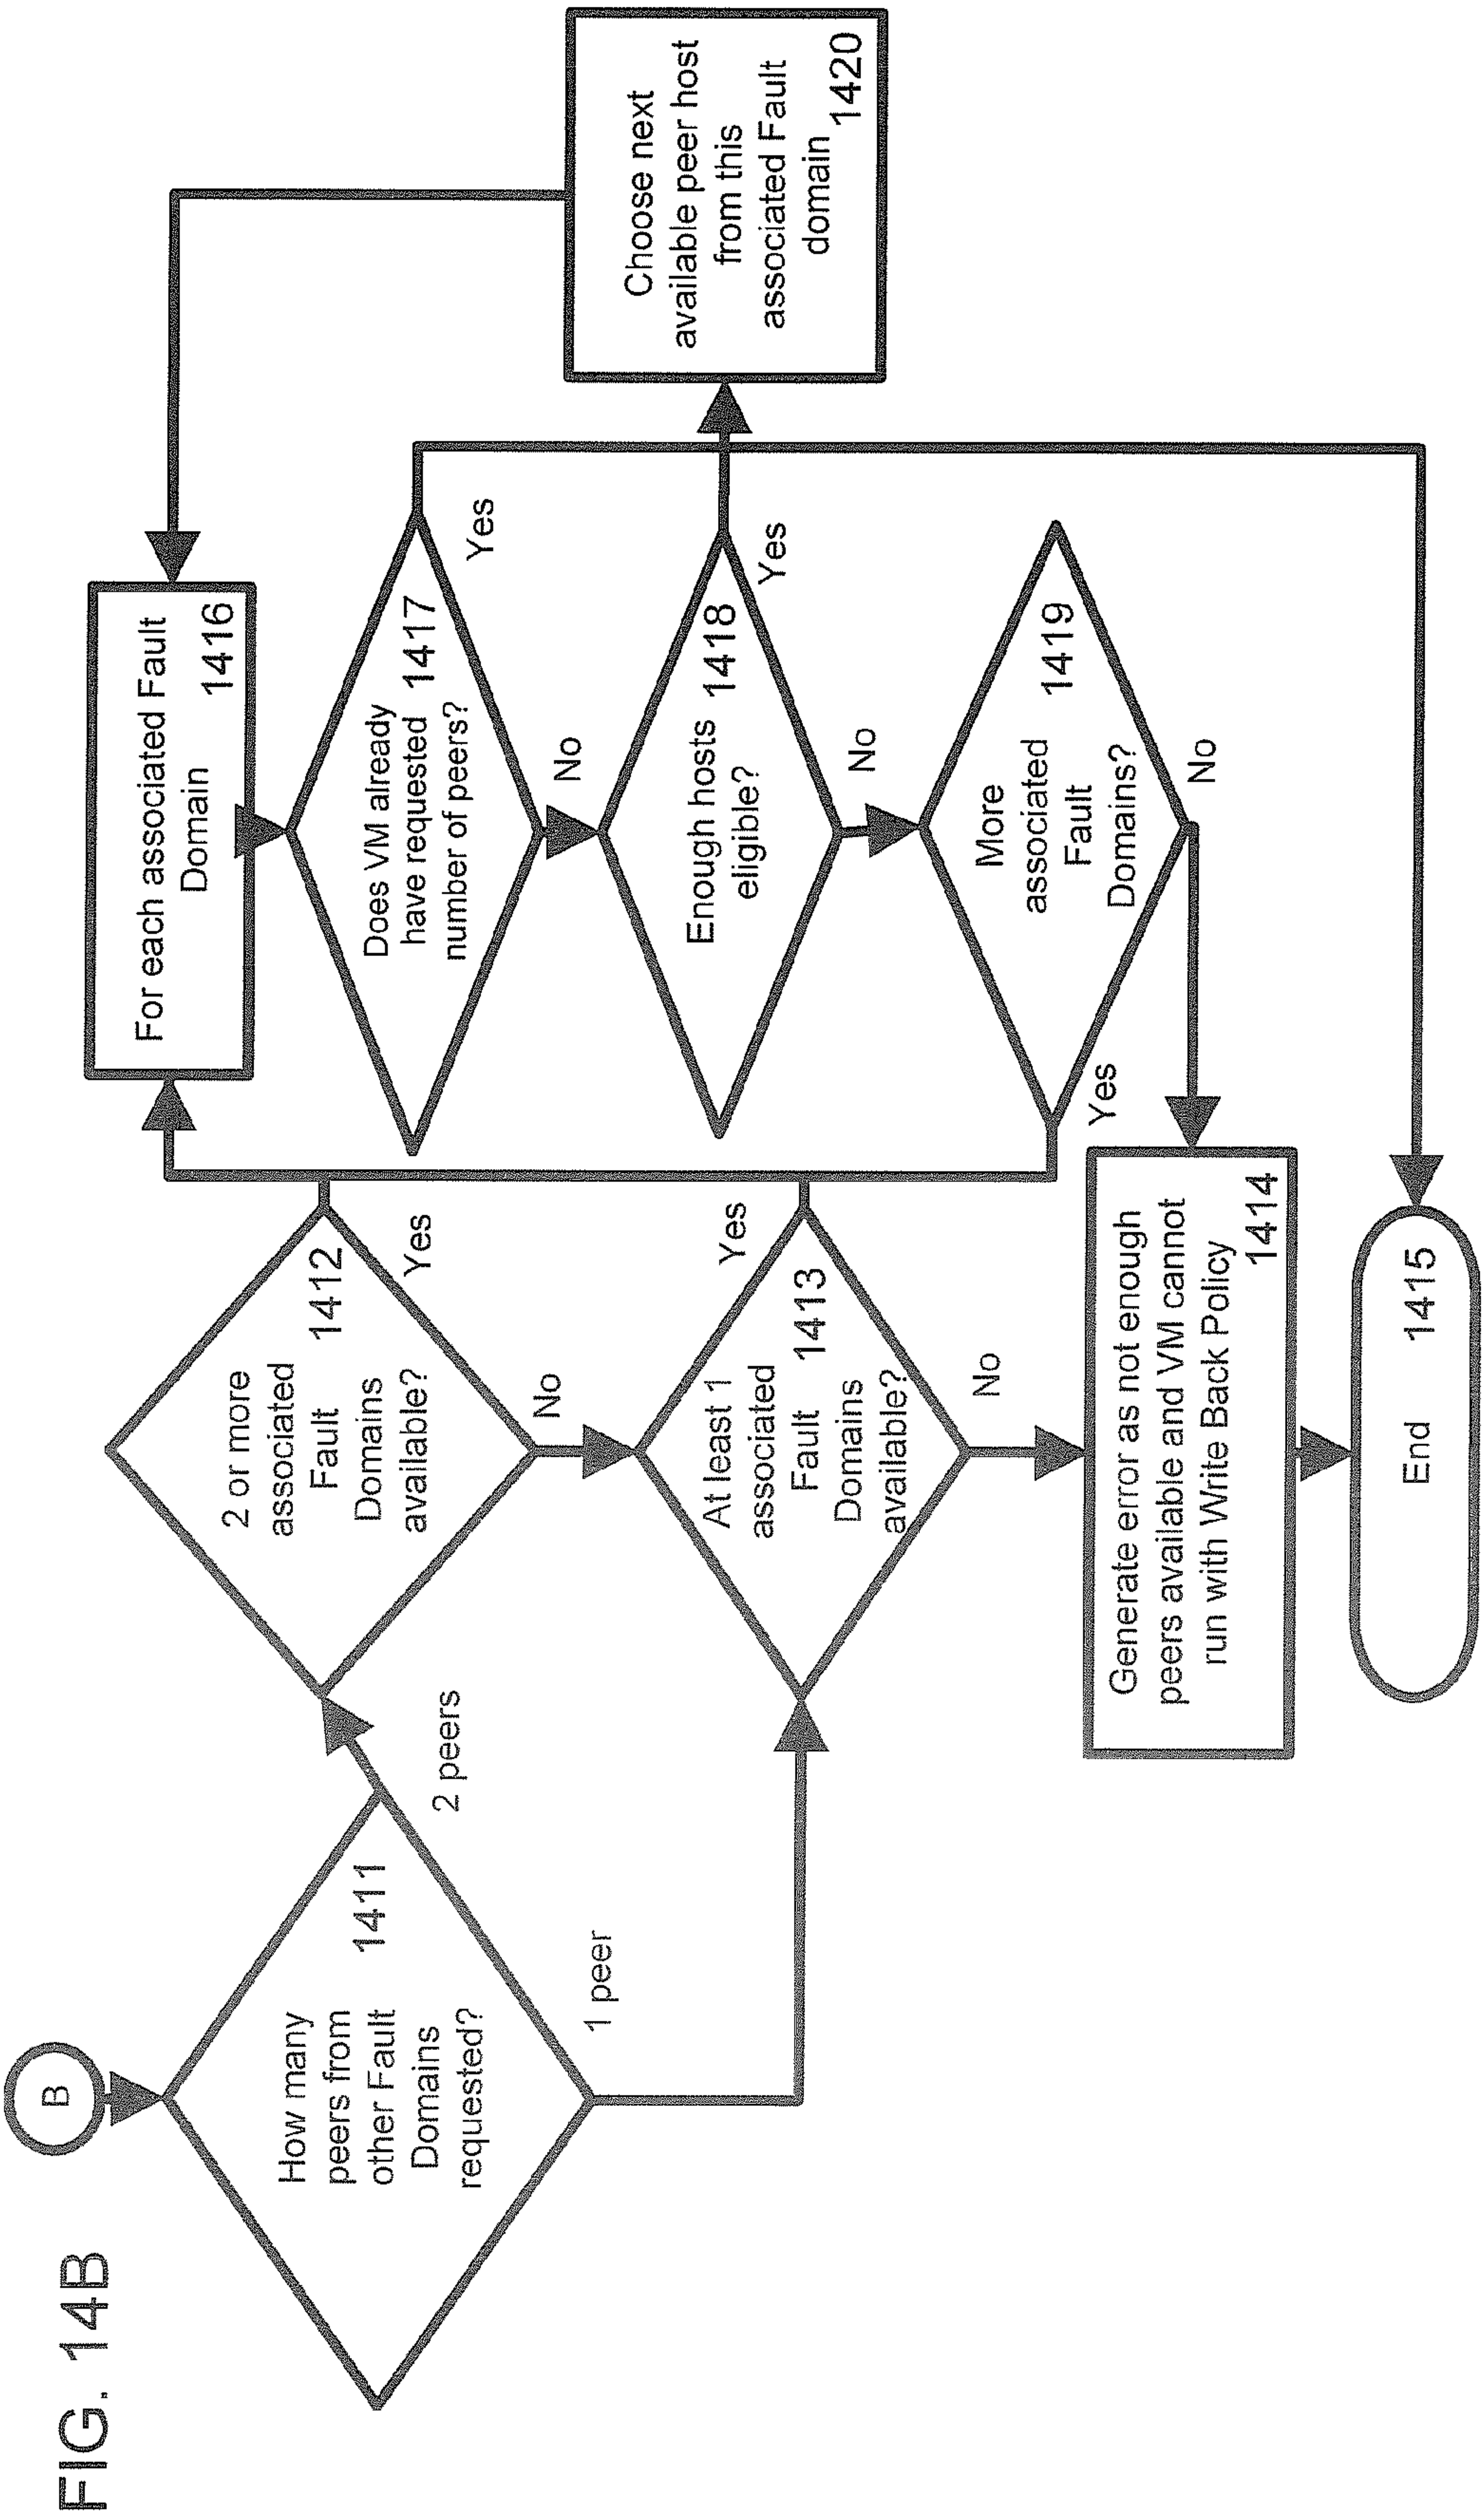 FIG. 14B
B
How many
peers from
other Fault
Domains
requested?
1411
2 peers
1 peer
2 or more
associated
Fault
Domains
available?
1412
Yes
No
At least 1
associated
Fault
Domains
available?
1413
Yes
No
Generate error as not enough
peers available and VM cannot
run with Write Back Policy
1414
End 1415
For each associated Fault
Domain
1416
Does VM already
have requested
number of peers?
1417
Yes
No
Enough hosts
eligible?
1418
Yes
No
More
associated
Fault
Domains?
1419
Yes
No
Choose next
available peer host
from this
associated Fault
domain
1420